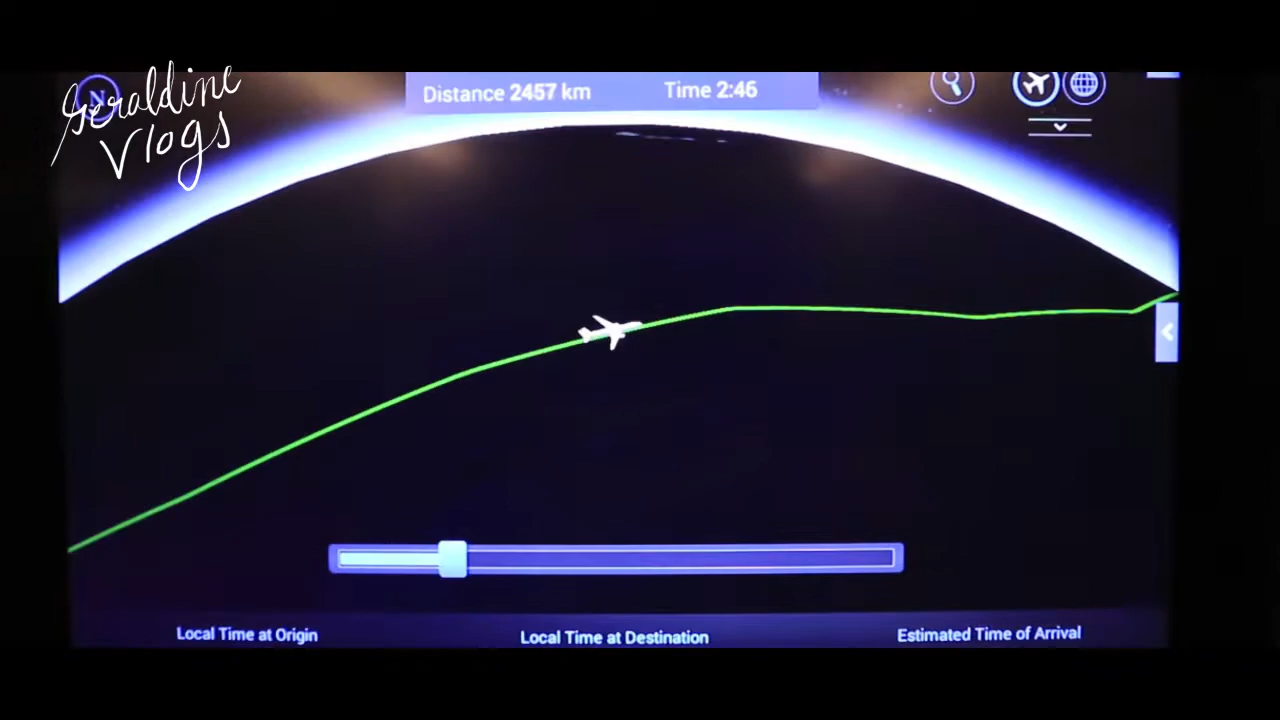 Geraldine
Vlogs
N
Distance 2457 km
Time 2:46
Local Time at Origin
Local Time at Destination
Estimated Time of Arrival